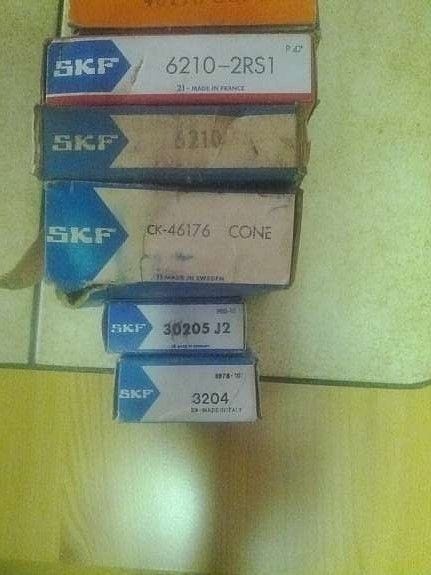 SKF
6210-2RS1
21-MADE IN FRANCE
SKF
6210
SKF
CK-46176 CONE
MADE IN SWEDEN
SKF
30205 J2
SKF
3204
MADE IN ITALY